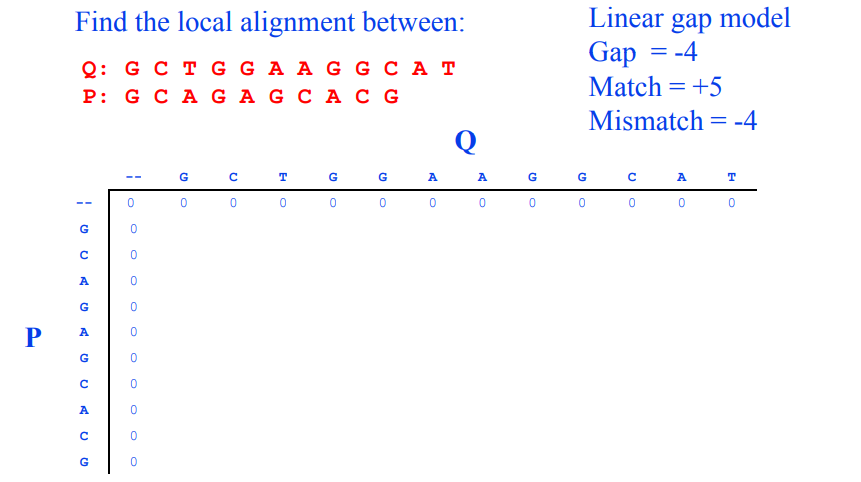 Find the local alignment between:
Linear gap model
Gap = -4
Match = +5
Mismatch = -4
Q: G C T G G A A G G C A T
P: G C A G A G C A C G
Q
-- G C T G G A A G G C A T
-- 0 0 0 0 0 0 0 0 0 0 0 0 0
G 0
C 0
A 0
G 0
P
A 0
G 0
C 0
A 0
C 0
G 0